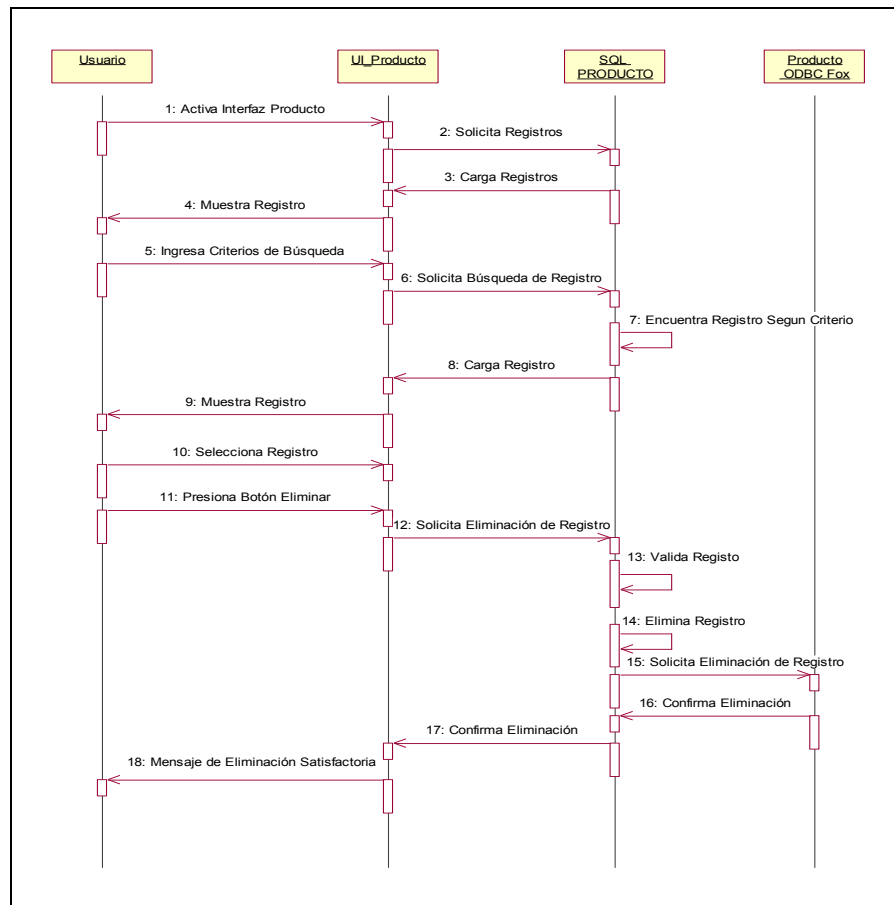 Usuario
UI_Producto
SQL
PRODUCTO
Producto
ODBC Fox
1: Activa Interfaz Producto
2: Solicita Registros
3: Carga Registros
4: Muestra Registro
5: Ingresa Criterios de Búsqueda
6: Solicita Búsqueda de Registro
7: Encuentra Registro Segun Criterio
8: Carga Registro
9: Muestra Registro
10: Selecciona Registro
11: Presiona Botón Eliminar
12: Solicita Eliminación de Registro
13: Valida Registo
14: Elimina Registro
15: Solicita Eliminación de Registro
16: Confirma Eliminación
17: Confirma Eliminación
18: Mensaje de Eliminación Satisfactoria